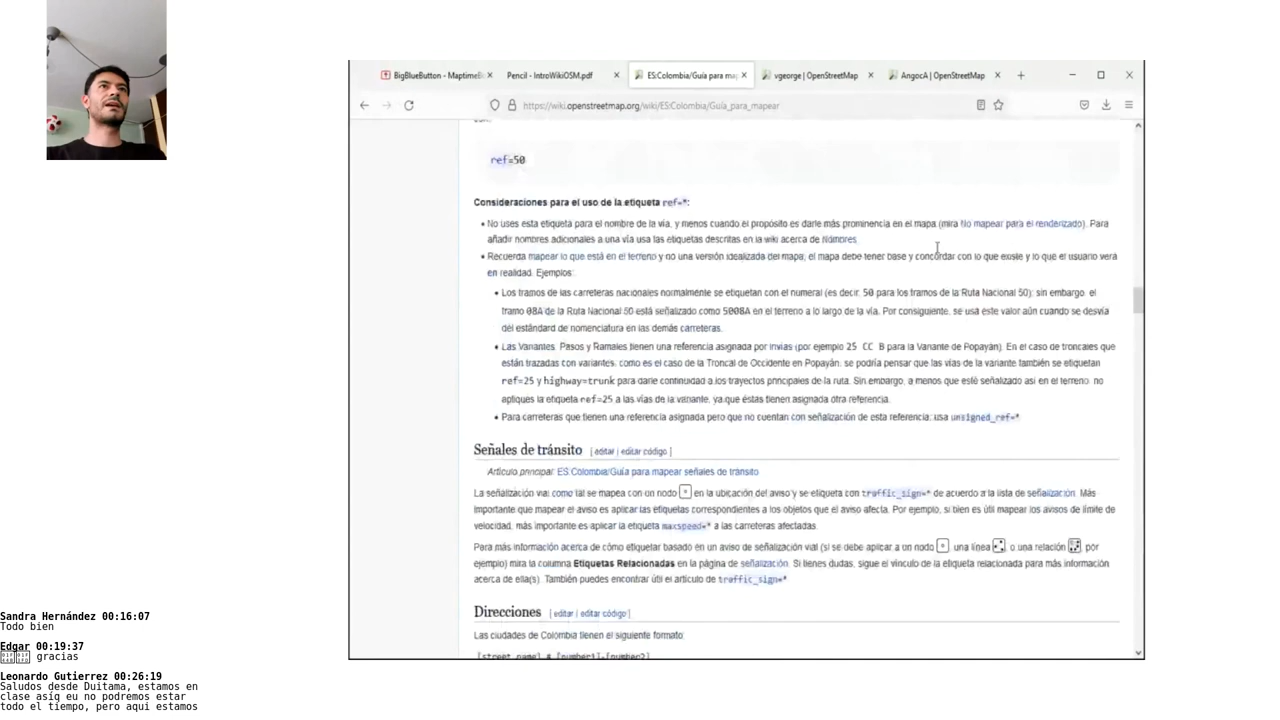 BigBlueButton - Maptime
Pencil - IntroWikiOSM.pdf
ES:Colombia/Guía para ma
vgeorge | OpenStreetMap
AngocA | OpenStreetMap
https://wiki.openstreetmap.org/wiki/ES:Colombia/Guía_para_mapear
ref=50
Consideraciones para el uso de la etiqueta ref=*:
No uses esta etiqueta para el nombre de la vía, y menos cuando el propósito es darle más prominencia en el mapa (mira No mapear para el renderizado). Para
añadir nombres adicionales a una vía usa las etiquetas descritas en la wiki acerca de Nombres
Recuerda mapear lo que está en el terreno y no una versión idealizada del mapa; el mapa debe tener base y concordar con lo que existe y lo que el usuario verá
en realidad. Ejemplos:
Los tramos de las carreteras nacionales normalmente se etiquetan con el numeral (es decir, 50 para los tramos de la Ruta Nacional 50); sin embargo, el
tramo 08A de la Ruta Nacional 50 está señalizado como 5008A en el terreno a lo largo de la vía. Por consiguiente, se usa este valor aún cuando se desvía
del estándard de nomenclatura en las demás carreteras.
Las Variantes, Pasos y Ramales tienen una referencia asignada por Invias (por ejemplo 25 CC B para la Variante de Popayán). En el caso de troncales que
están trazadas con variantes, como es el caso de la Troncal de Occidente en Popayán, se podría pensar que las vías de la variante también se etiquetan
ref=25 y highway=trunk para darle continuidad a los trayectos principales de la ruta. Sin embargo, a menos que esté señalizado así en el terreno, no
apliques la etiqueta ref=25 a las vías de la variante, ya que éstas tienen asignada otra referencia.
Para carreteras que tienen una referencia asignada pero que no cuentan con señalización de esta referencia, usa unsigned_ref=*
Señales de tránsito [ editar | editar código ]
Artículo principal: ES:Colombia/Guía para mapear señales de tránsito
La señalización vial como tal se mapea con un nodo en la ubicación del aviso y se etiqueta con traffic_sign=* de acuerdo a la lista de señalización. Más
importante que mapear el aviso es aplicar las etiquetas correspondientes a los objetos que el aviso afecta. Por ejemplo, si bien es útil mapear los avisos de límite de
velocidad, más importante es aplicar la etiqueta maxspeed=* a las carreteras afectadas.
Para más información acerca de cómo etiquetar basado en un aviso de señalización vial (si se debe aplicar a un nodo una línea o una relación por
ejemplo) mira la columna Etiquetas Relacionadas en la página de señalización. Si tienes dudas, sigue el vínculo de la etiqueta relacionada para más información
acerca de ella(s). También puedes encontrar útil el artículo de traffic_sign=*
Direcciones [ editar | editar código ]
Las ciudades de Colombia tienen el siguiente formato:
[street_name] # [number1]-[number2]
Sandra Hernández 00:16:07
Todo bien
Edgar 00:19:37
gracias
Leonardo Gutierrez 00:26:19
Saludos desde Duitama, estamos en
clase asig eu no podremos estar
todo el tiempo, pero aqui estamos